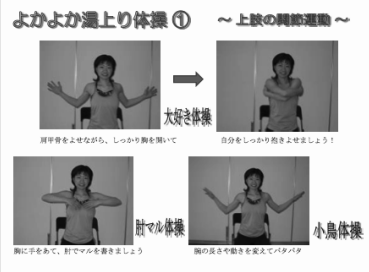 よかよか湯上り体操 ①
～ 上肢の関節運動 ～
大好き体操
肩甲骨をよせながら、しっかり胸を開いて
自分をしっかり抱きよせましょう！
肘マル体操
小鳥体操
胸に手をあて、肘でマルを書きましょう
腕の長さや動きを変えてパタパタ